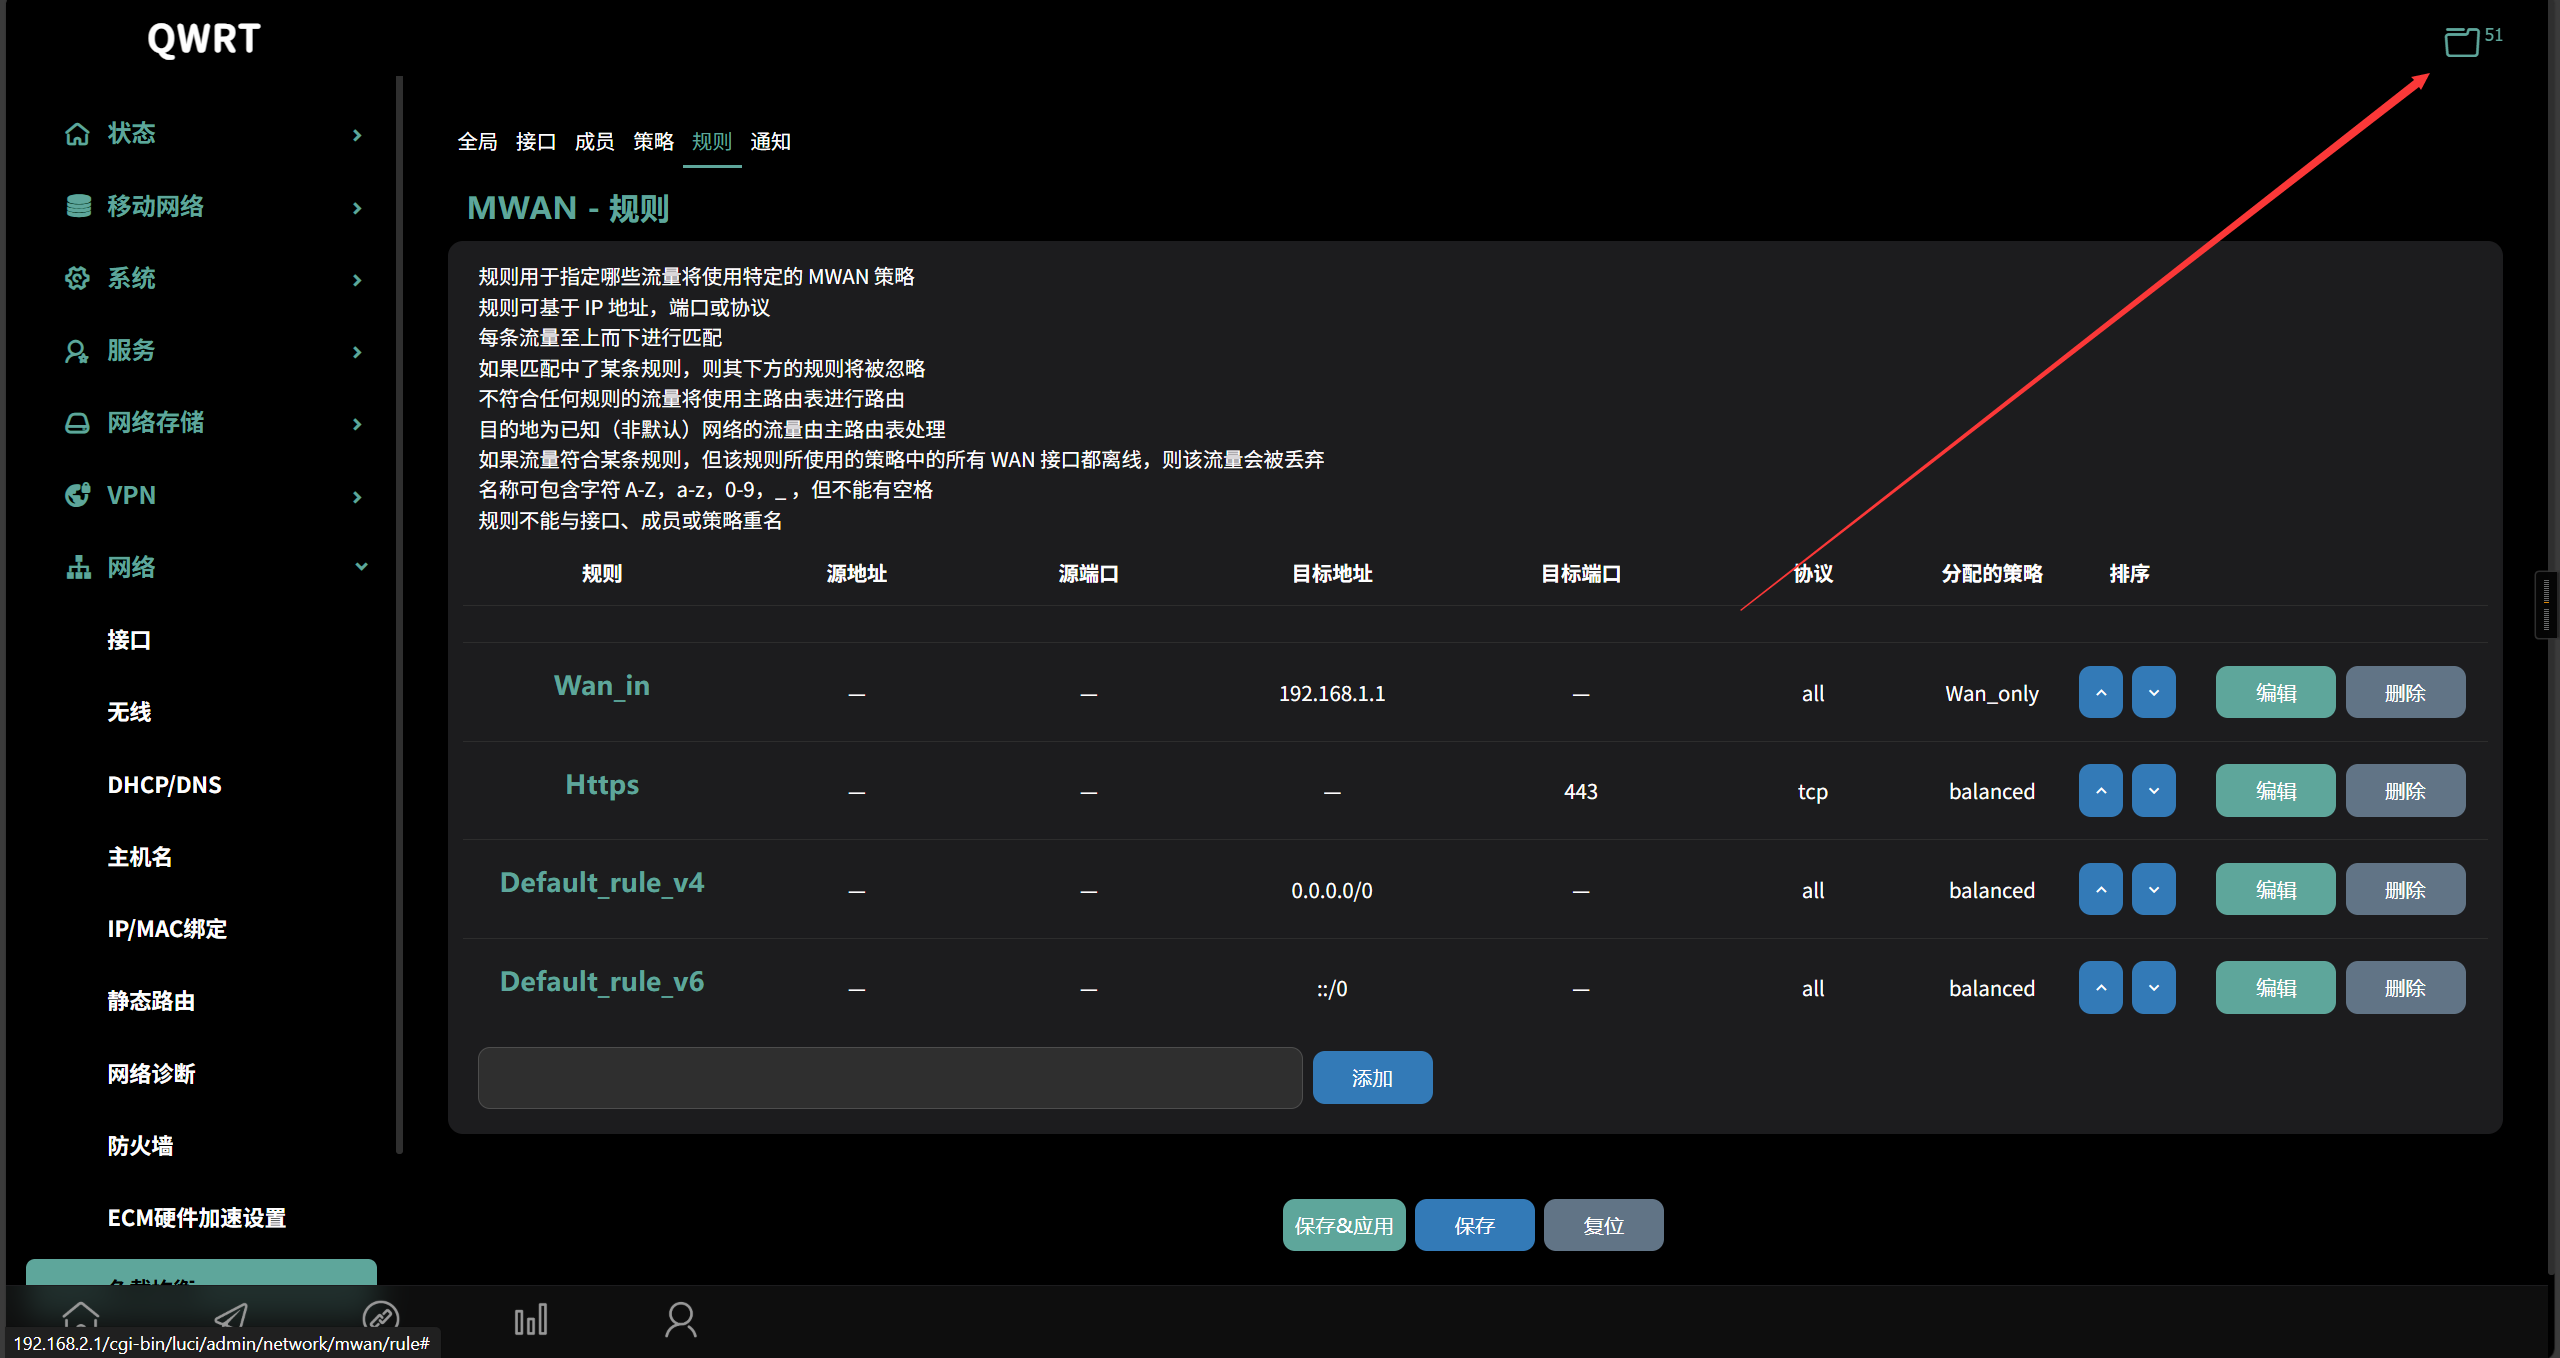 QWRT
51
状态
移动网络
系统
服务
网络存储
VPN
网络
接口
无线
DHCP/DNS
主机名
IP/MAC绑定
静态路由
网络诊断
防火墙
ECM硬件加速设置
负载均衡
全局 接口 成员 策略 规则 通知
MWAN - 规则
规则用于指定哪些流量将使用特定的 MWAN 策略
规则可基于 IP 地址，端口或协议
每条流量至上而下进行匹配
如果匹配中了某条规则，则其下方的规则将被忽略
不符合任何规则的流量将使用主路由表进行路由
目的地为已知（非默认）网络的流量由主路由表处理
如果流量符合某条规则，但该规则所使用的策略中的所有 WAN 接口都离线，则该流量会被丢弃
名称可包含字符 A-Z，a-z，0-9，_ ，但不能有空格
规则不能与接口、成员或策略重名
规则 源地址 源端口 目标地址 目标端口 协议 分配的策略 排序
Wan_in — — 192.168.1.1 — all Wan_only 编辑 删除
Https — — — 443 tcp balanced 编辑 删除
Default_rule_v4 — — 0.0.0.0/0 — all balanced 编辑 删除
Default_rule_v6 — — ::/0 — all balanced 编辑 删除
添加
保存&应用 保存 复位
192.168.2.1/cgi-bin/luci/admin/network/mwan/rule#